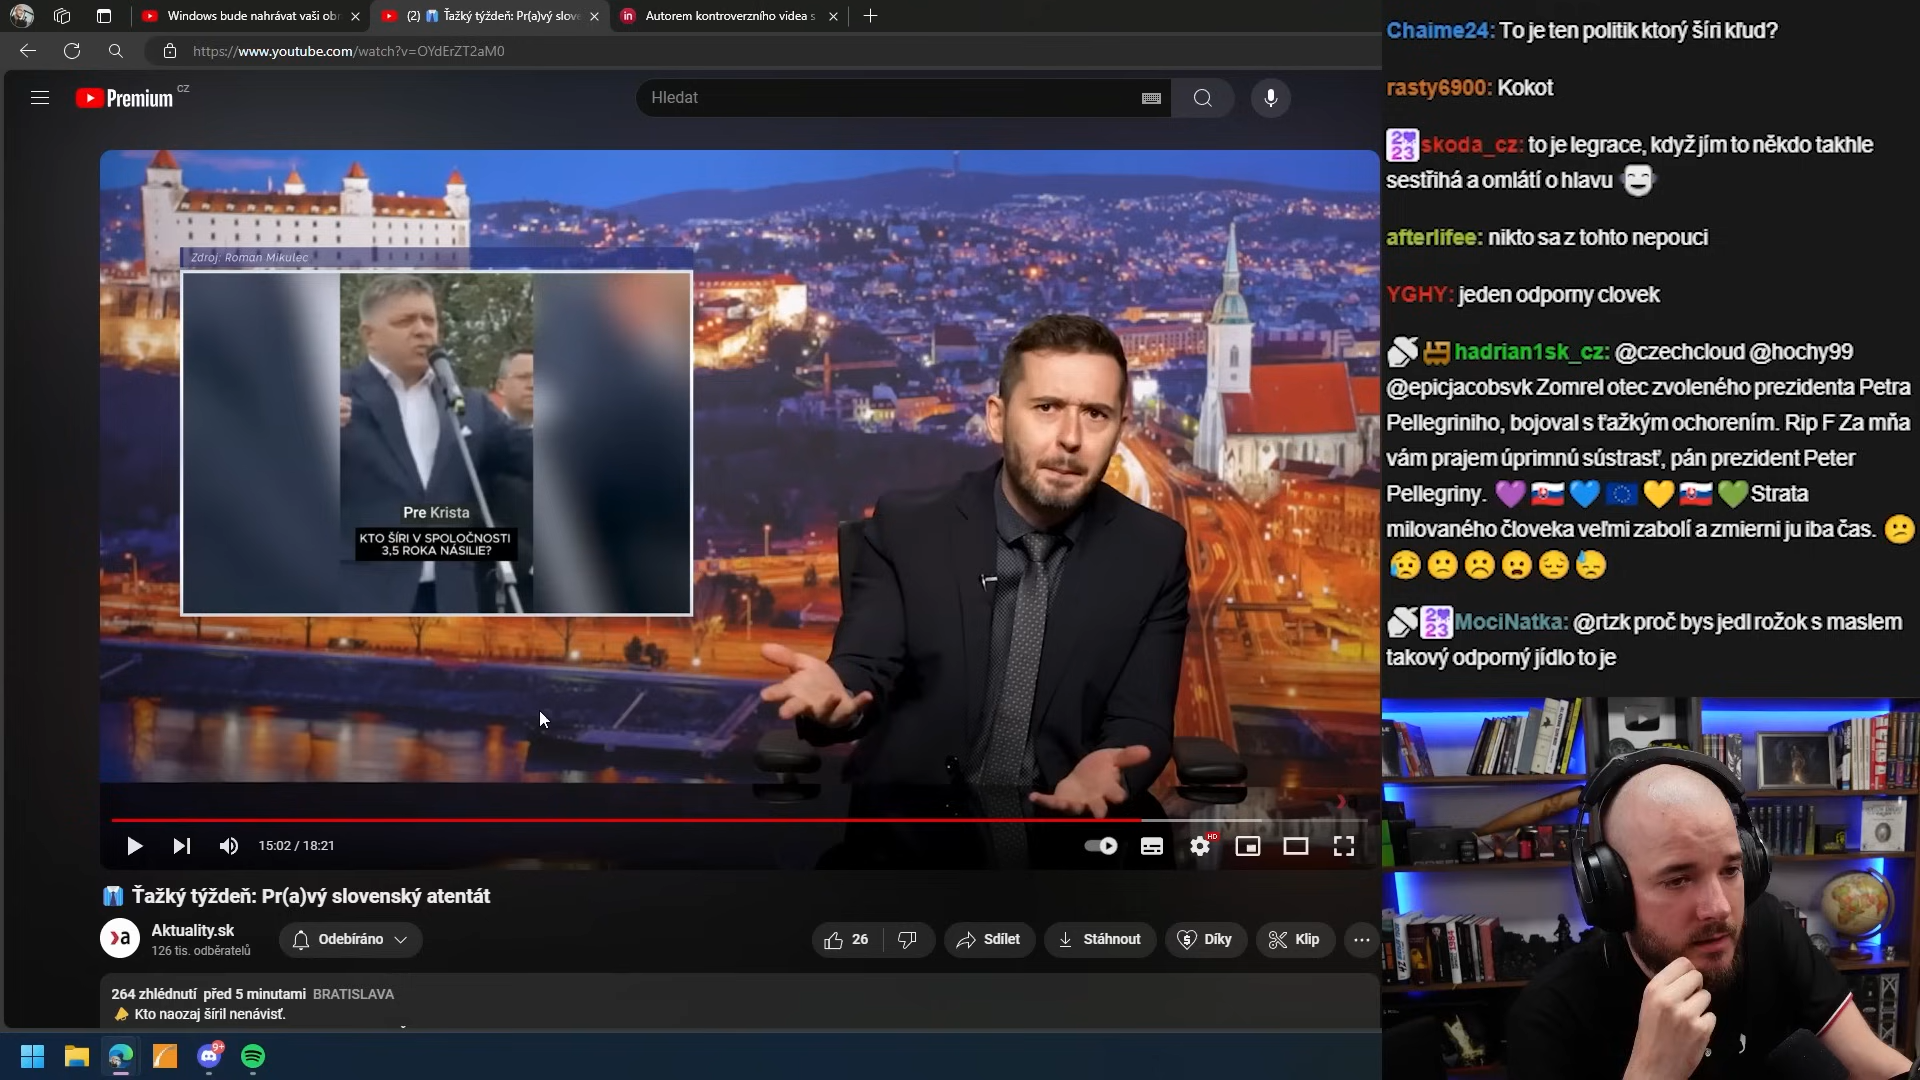 Windows bude nahrávat vaši obr
(2) Ťažký týždeň: Pr(a)vý slove
Autorem kontroverzního videa s
https://www.youtube.com/watch?v=OYdErZT2aM0
Premium CZ
Hledat
Zdroj: Roman Mikulec
Pre Krista
KTO ŠÍRI V SPOLOČNOSTI
3,5 ROKA NÁSILIE?
15:02 / 18:21
HD
Ťažký týždeň: Pr(a)vý slovenský atentát
Aktuality.sk
126 tis. odběratelů
Odebíráno
26
Sdílet
Stáhnout
Díky
Klip
264 zhlédnutí před 5 minutami BRATISLAVA
Kto naozaj šíril nenávisť.
9+
Chaime24: To je ten politik ktorý šíri kľud?
rasty6900: Kokot
skoda_cz: to je legrace, když jím to někdo takhle
sestříhá a omlátí o hlavu
afterlifee: nikto sa z tohto nepouci
YGHY: jeden odporny clovek
hadrian1sk_cz: @czechcloud @hochy99
@epicjacobsvk Zomrel otec zvoleného prezidenta Petra
Pellegriniho, bojoval s ťažkým ochorením. Rip F Za mňa
vám prajem úprimnú sústrasť, pán prezident Peter
Pellegriny. 💜🇸🇰💙🇪🇺💛🇸🇰💚Strata
milovaného človeka veľmi zabolí a zmierni ju iba čas. 😕
😥🙁☹️😦😔😓
MociNatka: @rtzk proč bys jedl rožok s maslem
takový odporný jídlo to je